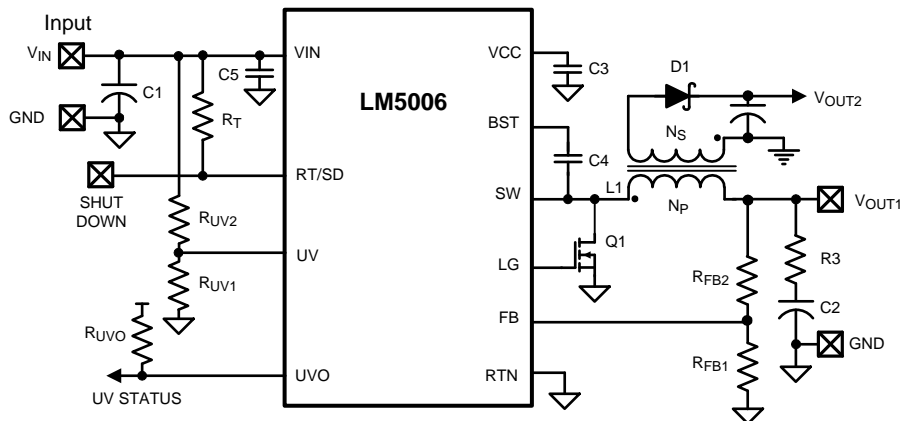 Input
VIN
C1
GND
C5
RT
SHUT
DOWN
RUV2
RUV1
RUVO
UV STATUS
LM5006
VIN
RT/SD
UV
UVO
VCC
BST
SW
LG
FB
RTN
C3
C4
D1
VOUT2
NS
L1
NP
Q1
VOUT1
RFB2
R3
C2
RFB1
GND